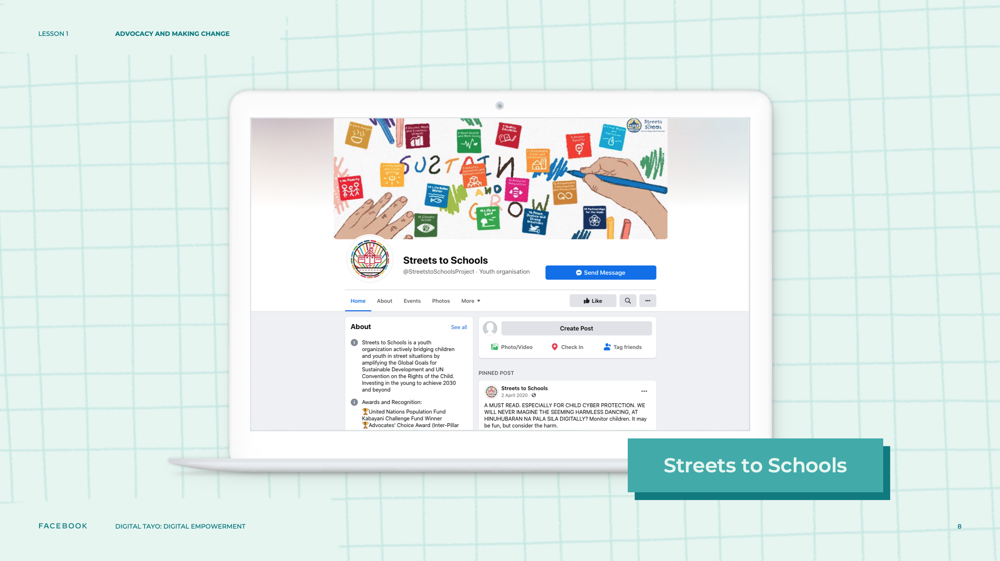 LESSON 1
ADVOCACY AND MAKING CHANGE
Streets
to
Schools
2 Zero Hunger
8 Decent Work
and Economic
Growth
3 Good Health
and Well-being
4 Quality
Education
5 Gender
Equality
6 Clean Water
and
Sanitation
11 Sustainable
Cities and
Communities
SUSTAIN
7 Affordable
and Clean
Energy
9 Industry,
Innovation, and
Infrastructure
1 No Poverty
14 Life Below
Water
10 Reduced
Inequalities
12 Responsible
Consumption
and Production
AND
GROW
13 Climate
Action
15 Life on
Land
16 Peace,
Justice and
Strong
Intuitions
17 Partnerships
for the Goals
Streets to Schools
@StreetstoSchoolsProject · Youth organisation
Send Message
Home About Events Photos More
Like
About
See all
Streets to Schools is a youth
organization actively bridging children
and youth in street situations by
amplifying the Global Goals for
Sustainable Development and UN
Convention on the Rights of the Child.
Investing in the young to achieve 2030
and beyond
Awards and Recognition:
🏆United Nations Population Fund
Kabayani Challenge Fund Winner
🏆Advocates' Choice Award (Inter-Pillar
Create Post
Photo/Video Check In Tag friends
PINNED POST
Streets to Schools
2 April 2020 ·
A MUST READ. ESPECIALLY FOR CHILD CYBER PROTECTION. WE
WILL NEVER IMAGINE THE SEEMING HARMLESS DANCING, AT
HINUHUBARAN NA PALA SILA DIGITALLY? Monitor children. It may
be fun, but consider the harm.
Streets to Schools
FACEBOOK
DIGITAL TAYO: DIGITAL EMPOWERMENT
8